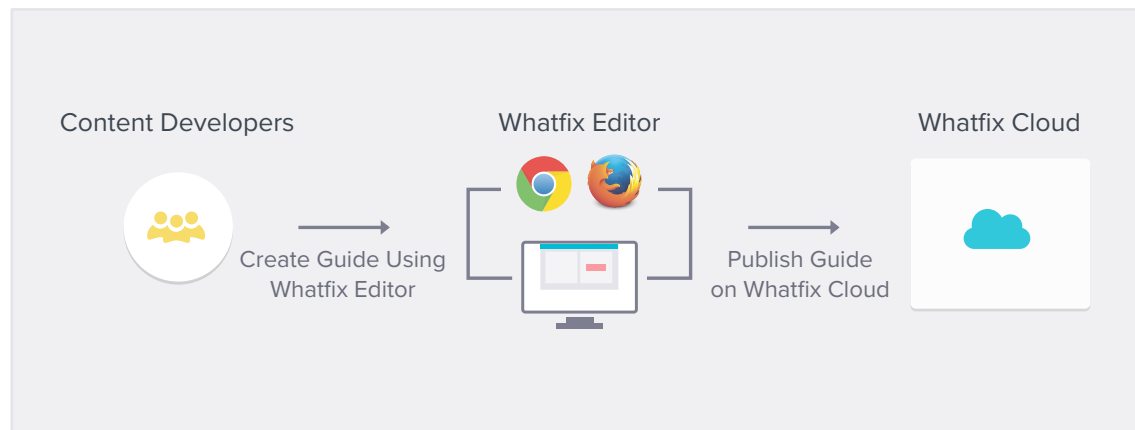 Content Developers
Whatfix Editor
Whatfix Cloud
Create Guide Using
Whatfix Editor
Publish Guide
on Whatfix Cloud